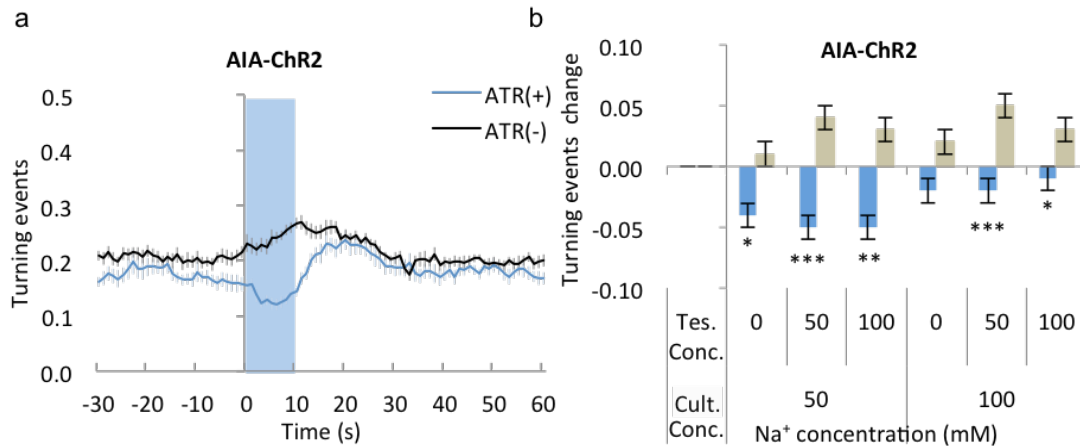 a
AIA-ChR2
0.5
0.4
0.3
0.2
0.1
0.0
Turning events
ATR(+)
ATR(-)
-30 -20 -10 0 10 20 30 40 50 60
Time (s)
b
AIA-ChR2
0.10
0.05
0.00
-0.05
-0.10
Turning events change
* *** ** *** *
Tes. Conc.
0 50 100 0 50 100
Cult. Conc.
50 100
Na⁺ concentration (mM)